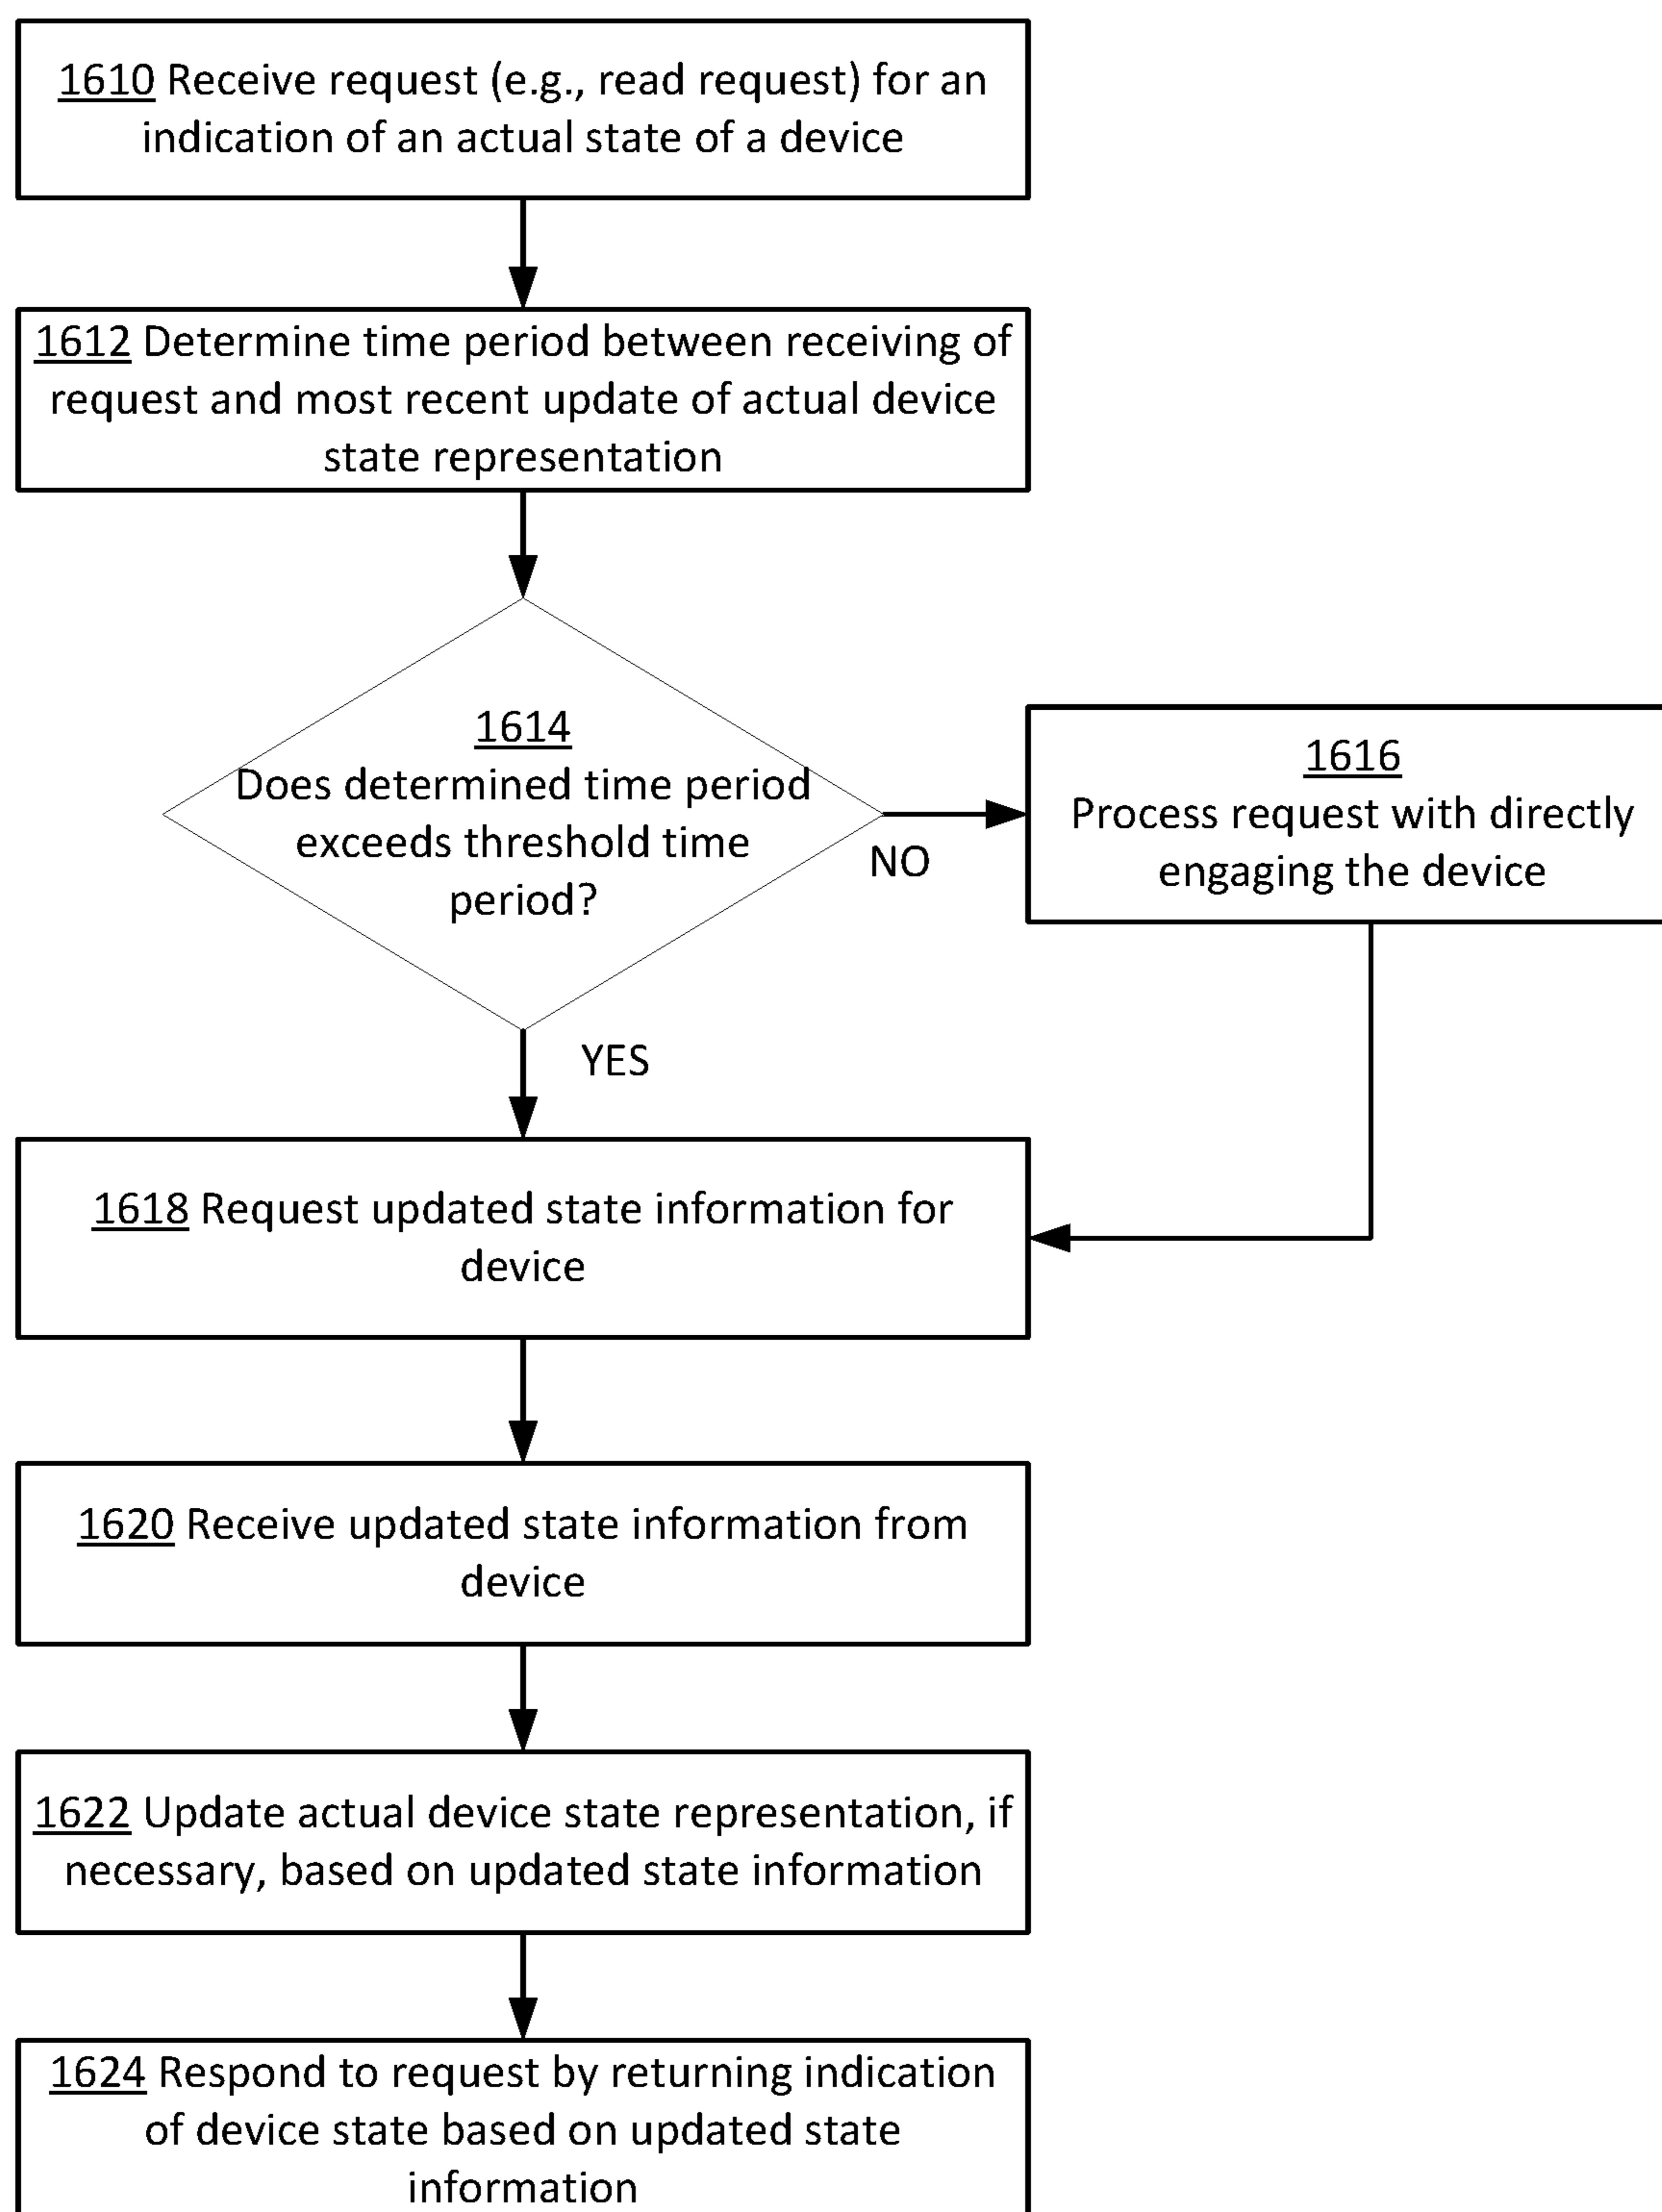 1610 Receive request (e.g., read request) for an
indication of an actual state of a device
1612 Determine time period between receiving of
request and most recent update of actual device
state representation
1614
Does determined time period
exceeds threshold time
period?
NO
1616
Process request with directly
engaging the device
YES
1618 Request updated state information for
device
1620 Receive updated state information from
device
1622 Update actual device state representation, if
necessary, based on updated state information
1624 Respond to request by returning indication
of device state based on updated state
information